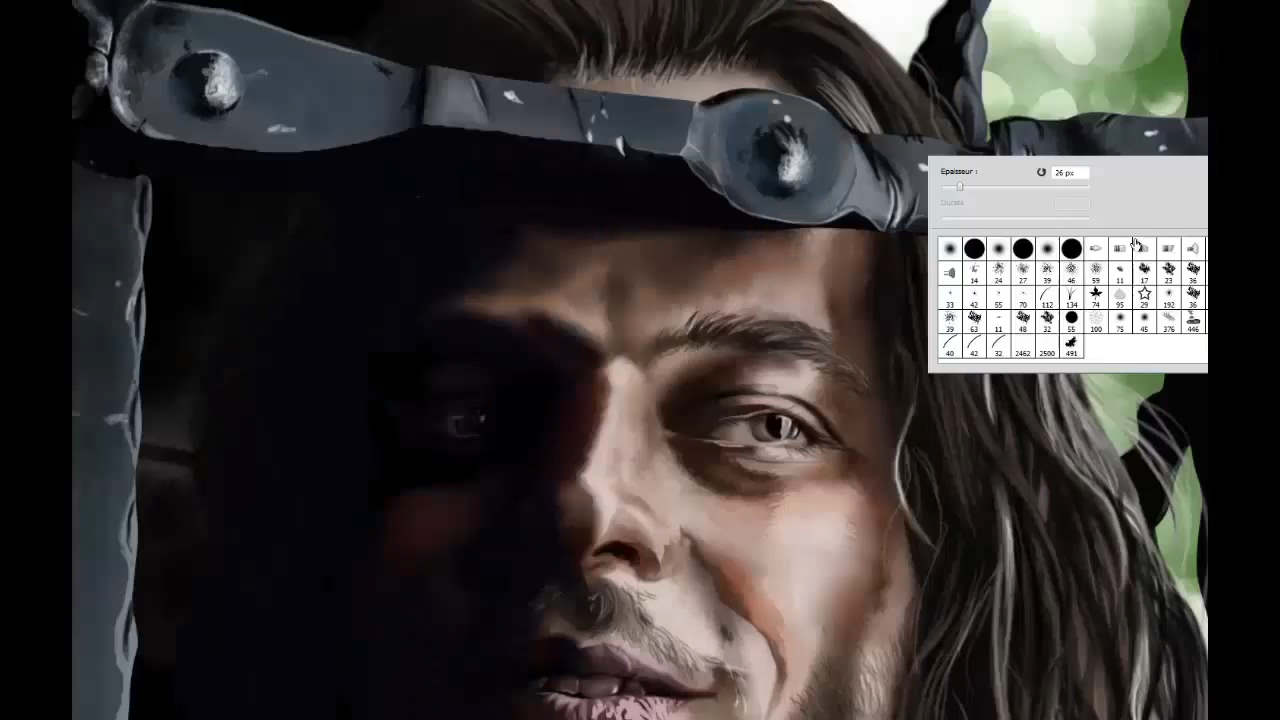 Epaisseur :
26 px
Dureté
14 24 27 39 46 59 11 17 23 36
33 42 55 70 112 134 74 95 29 192 36
39 63 11 48 32 55 100 75 45 376 446
40 42 32 2462 2500 491